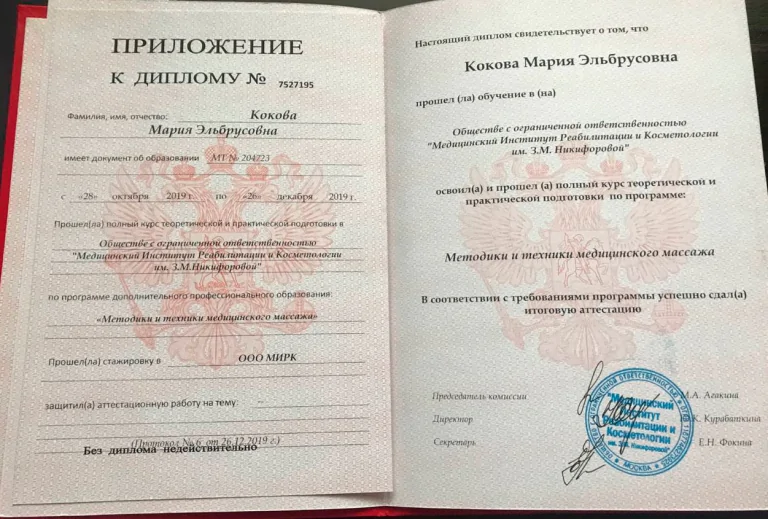 ПРИЛОЖЕНИЕ
К ДИПЛОМУ № 7527195
Фамилия, имя, отчество: Кокова
Мария Эльбрусовна
имеет документ об образовании МТ № 204723
с «28» октября 2019 г. по «26» декабря 2019 г.
Прошел(ла) полный курс теоретической и практической подготовки в
Обществе с ограниченной ответственностью
"Медицинский Институт Реабилитации и Косметологии
им. З.М.Никифоровой"
по программе дополнительного профессионального образования:
«Методики и техники медицинского массажи»
Прошел(ла) стажировку в ООО МИРК
защитил(а) аттестационную работу на тему: –
(Протокол № 6 от 26.12.2019 г.)
Без диплома недействительно
Настоящий диплом свидетельствует о том, что
Кокова Мария Эльбрусовна
прошел (ла) обучение в (на)
Обществе с ограниченной ответственностью
"Медицинский Институт Реабилитации и Косметологии
им. З.М. Никифоровой"
освоил(а) и прошел (а) полный курс теоретической и
практической подготовки по программе:
Методики и техники медицинского массажа
В соответствии с требованиями программы успешно сдал(а)
итоговую аттестацию
Председатель комиссии М.А. Агакина
Директор К. Курабаткина
Секретарь Е.Н. Фокина
"Медицинский
Институт
Реабилитации и
Косметологии
им. З.М. Никифоровой"
МОСКВА